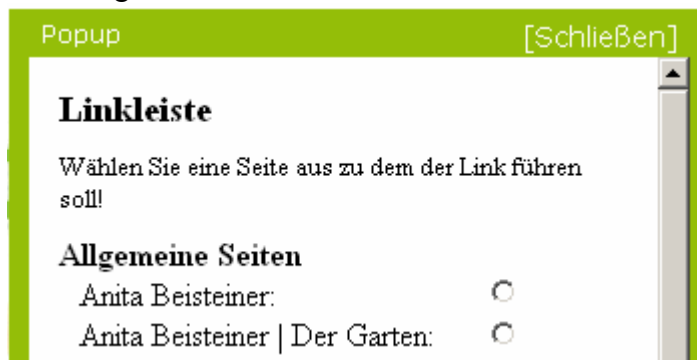 Popup [Schließen]
Linkleiste
Wählen Sie eine Seite aus zu dem der Link führen
soll!
Allgemeine Seiten
Anita Beisteiner:
Anita Beisteiner | Der Garten: